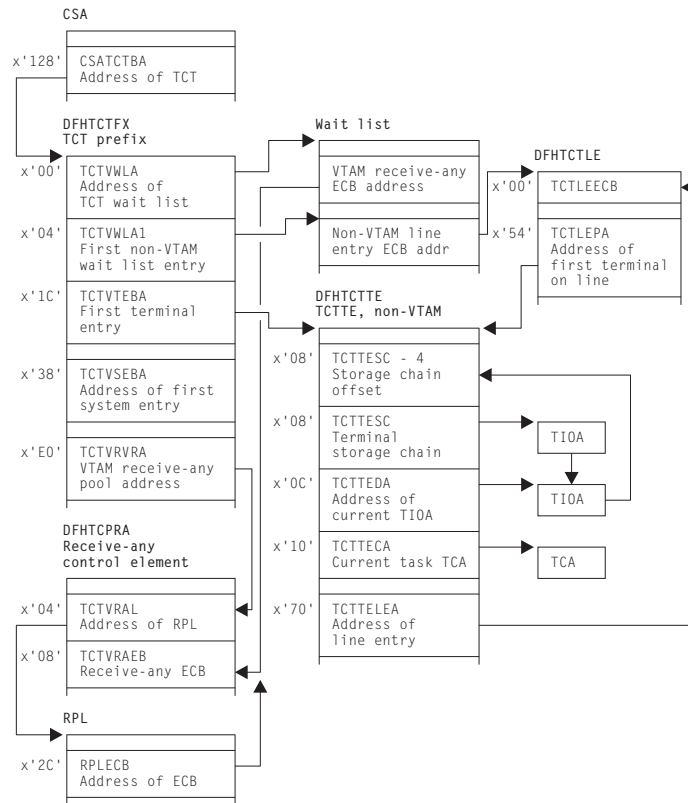 CSA
x'128'
CSATCTBA
Address of TCT
DFHTCTFX
TCT prefix
x'00'
TCTVWLA
Address of
TCT wait list
x'04'
TCTVWLA1
First non-VTAM
wait list entry
x'1C'
TCTVTEBA
First terminal
entry
x'38'
TCTVSEBA
Address of first
system entry
x'E0'
TCTVRVRA
VTAM receive-any
pool address
DFHTCPRA
Receive-any
control element
x'04'
TCTVRAL
Address of RPL
x'08'
TCTVRAEB
Receive-any ECB
RPL
x'2C'
RPLECB
Address of ECB
Wait list
VTAM receive-any
ECB address
Non-VTAM line
entry ECB addr
DFHTCTLE
x'00'
TCTLEECB
x'54'
TCTLEPA
Address of
first terminal
on line
DFHTCTTE
TCTTE, non-VTAM
x'08'
TCTTESC - 4
Storage chain
offset
x'08'
TCTTESC
Terminal
storage chain
TIOA
x'0C'
TCTTEDA
Address of
current TIOA
TIOA
x'10'
TCTTECA
Current task TCA
TCA
x'70'
TCTTELEA
Address of
line entry